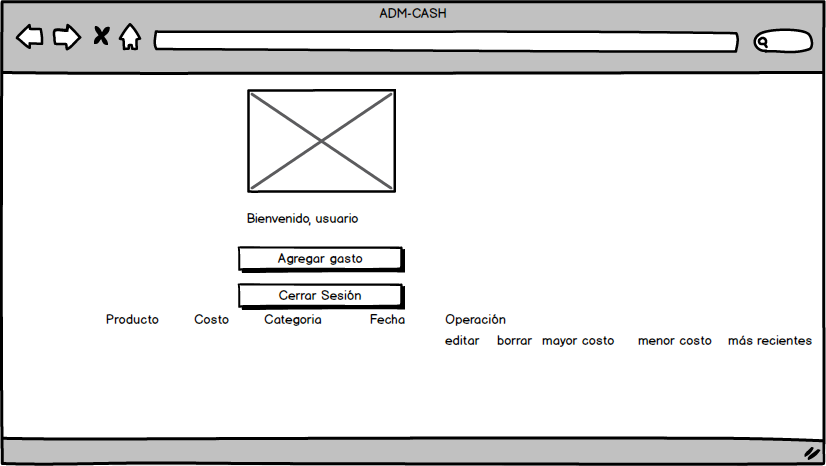 ADM-CASH
Bienvenido, usuario
Agregar gasto
Cerrar Sesión
Producto Costo Categoria Fecha Operación
editar borrar mayor costo menor costo más recientes